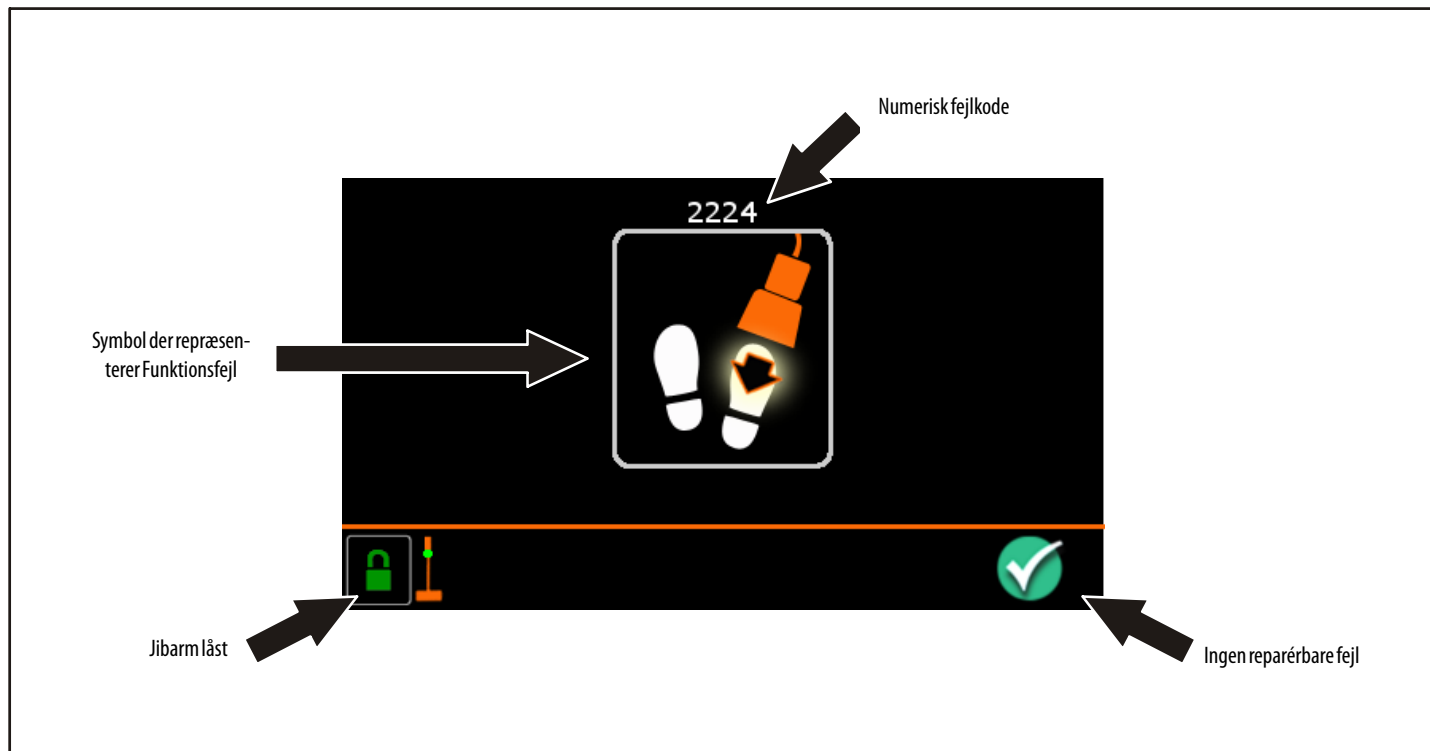 Numerisk fejlkode
2224
Symbol der repræsen-
terer Funktionsfejl
Jibarm låst
Ingen reparérbare fejl